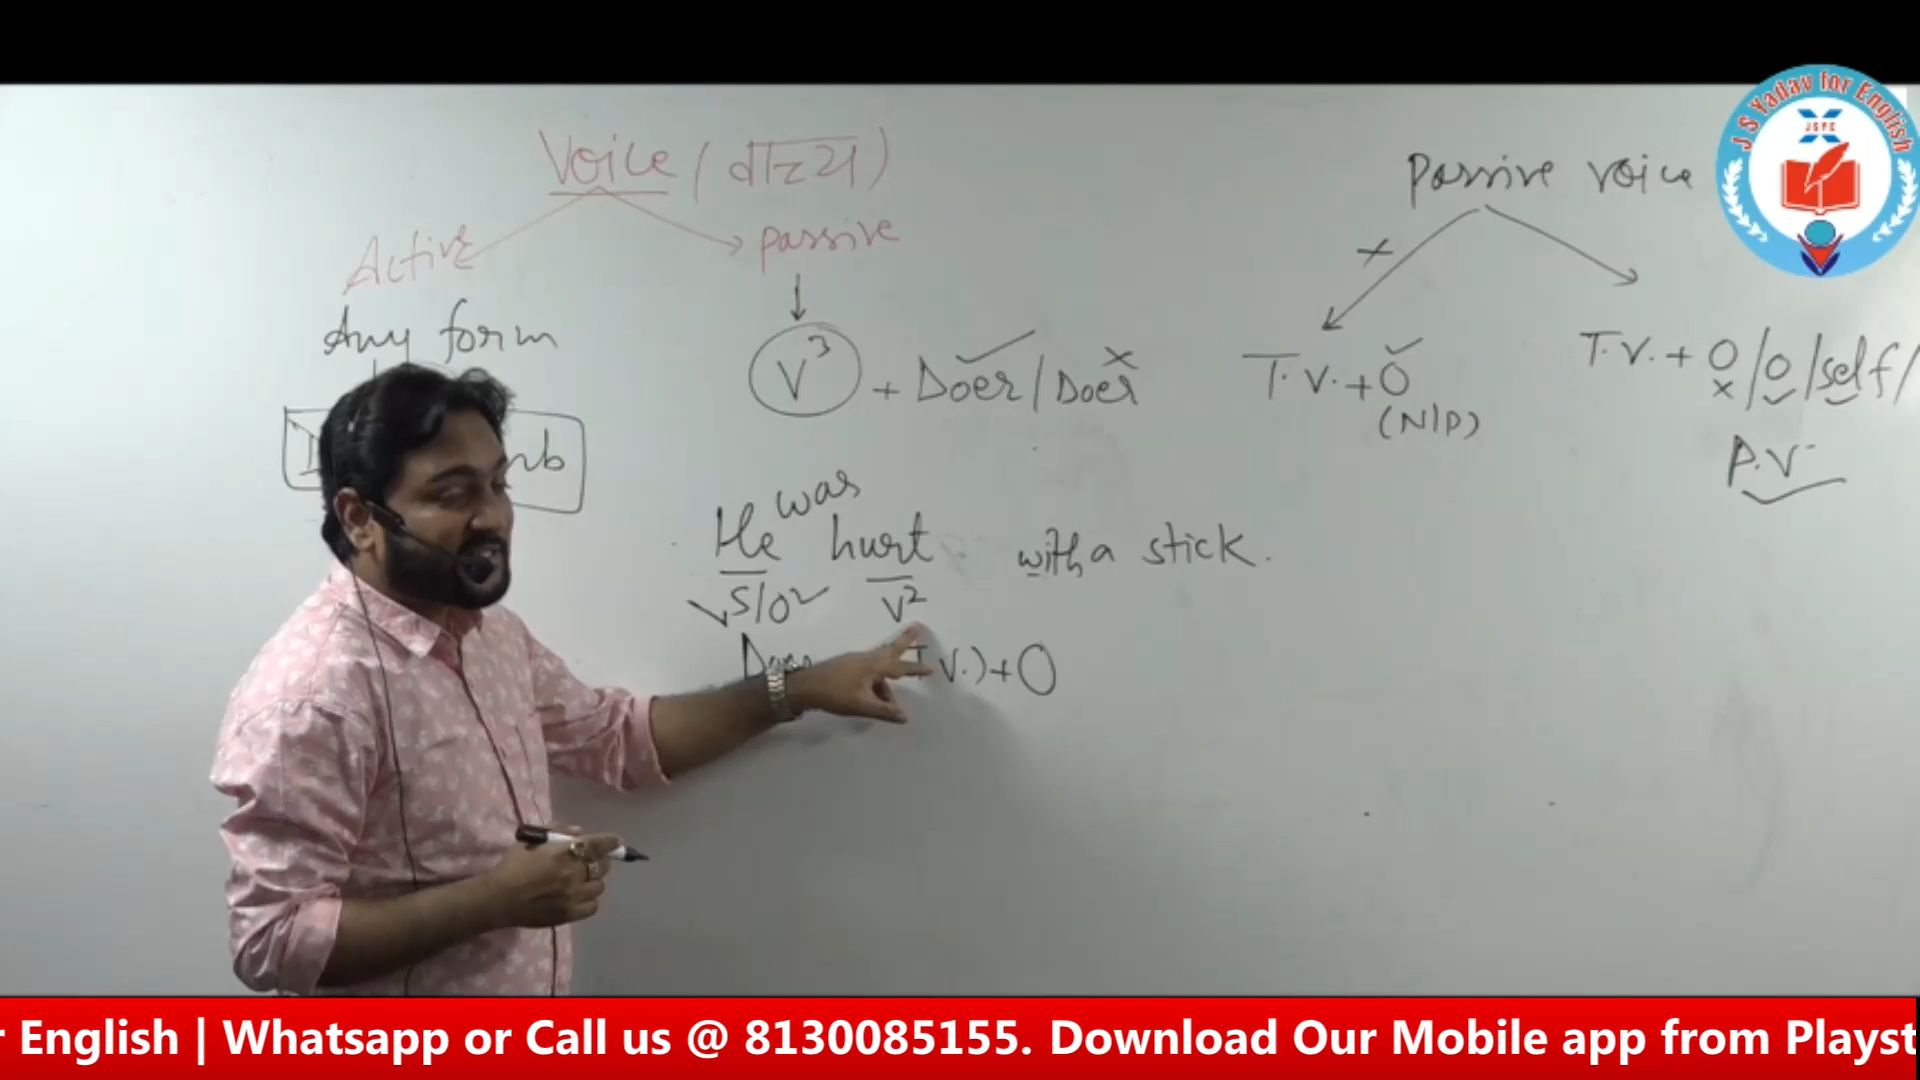 Voice (वाच्य)
Active
passive
Any form
V³ + Doer/Doer
He was hurt with a stick.
S/O V²
V.)+O
passive voice
T.V.+O
(N/P)
T.V.+O/O/self/
P.V.
J S Yadav for English
JSYE
r English | Whatsapp or Call us @ 8130085155. Download Our Mobile app from Playst